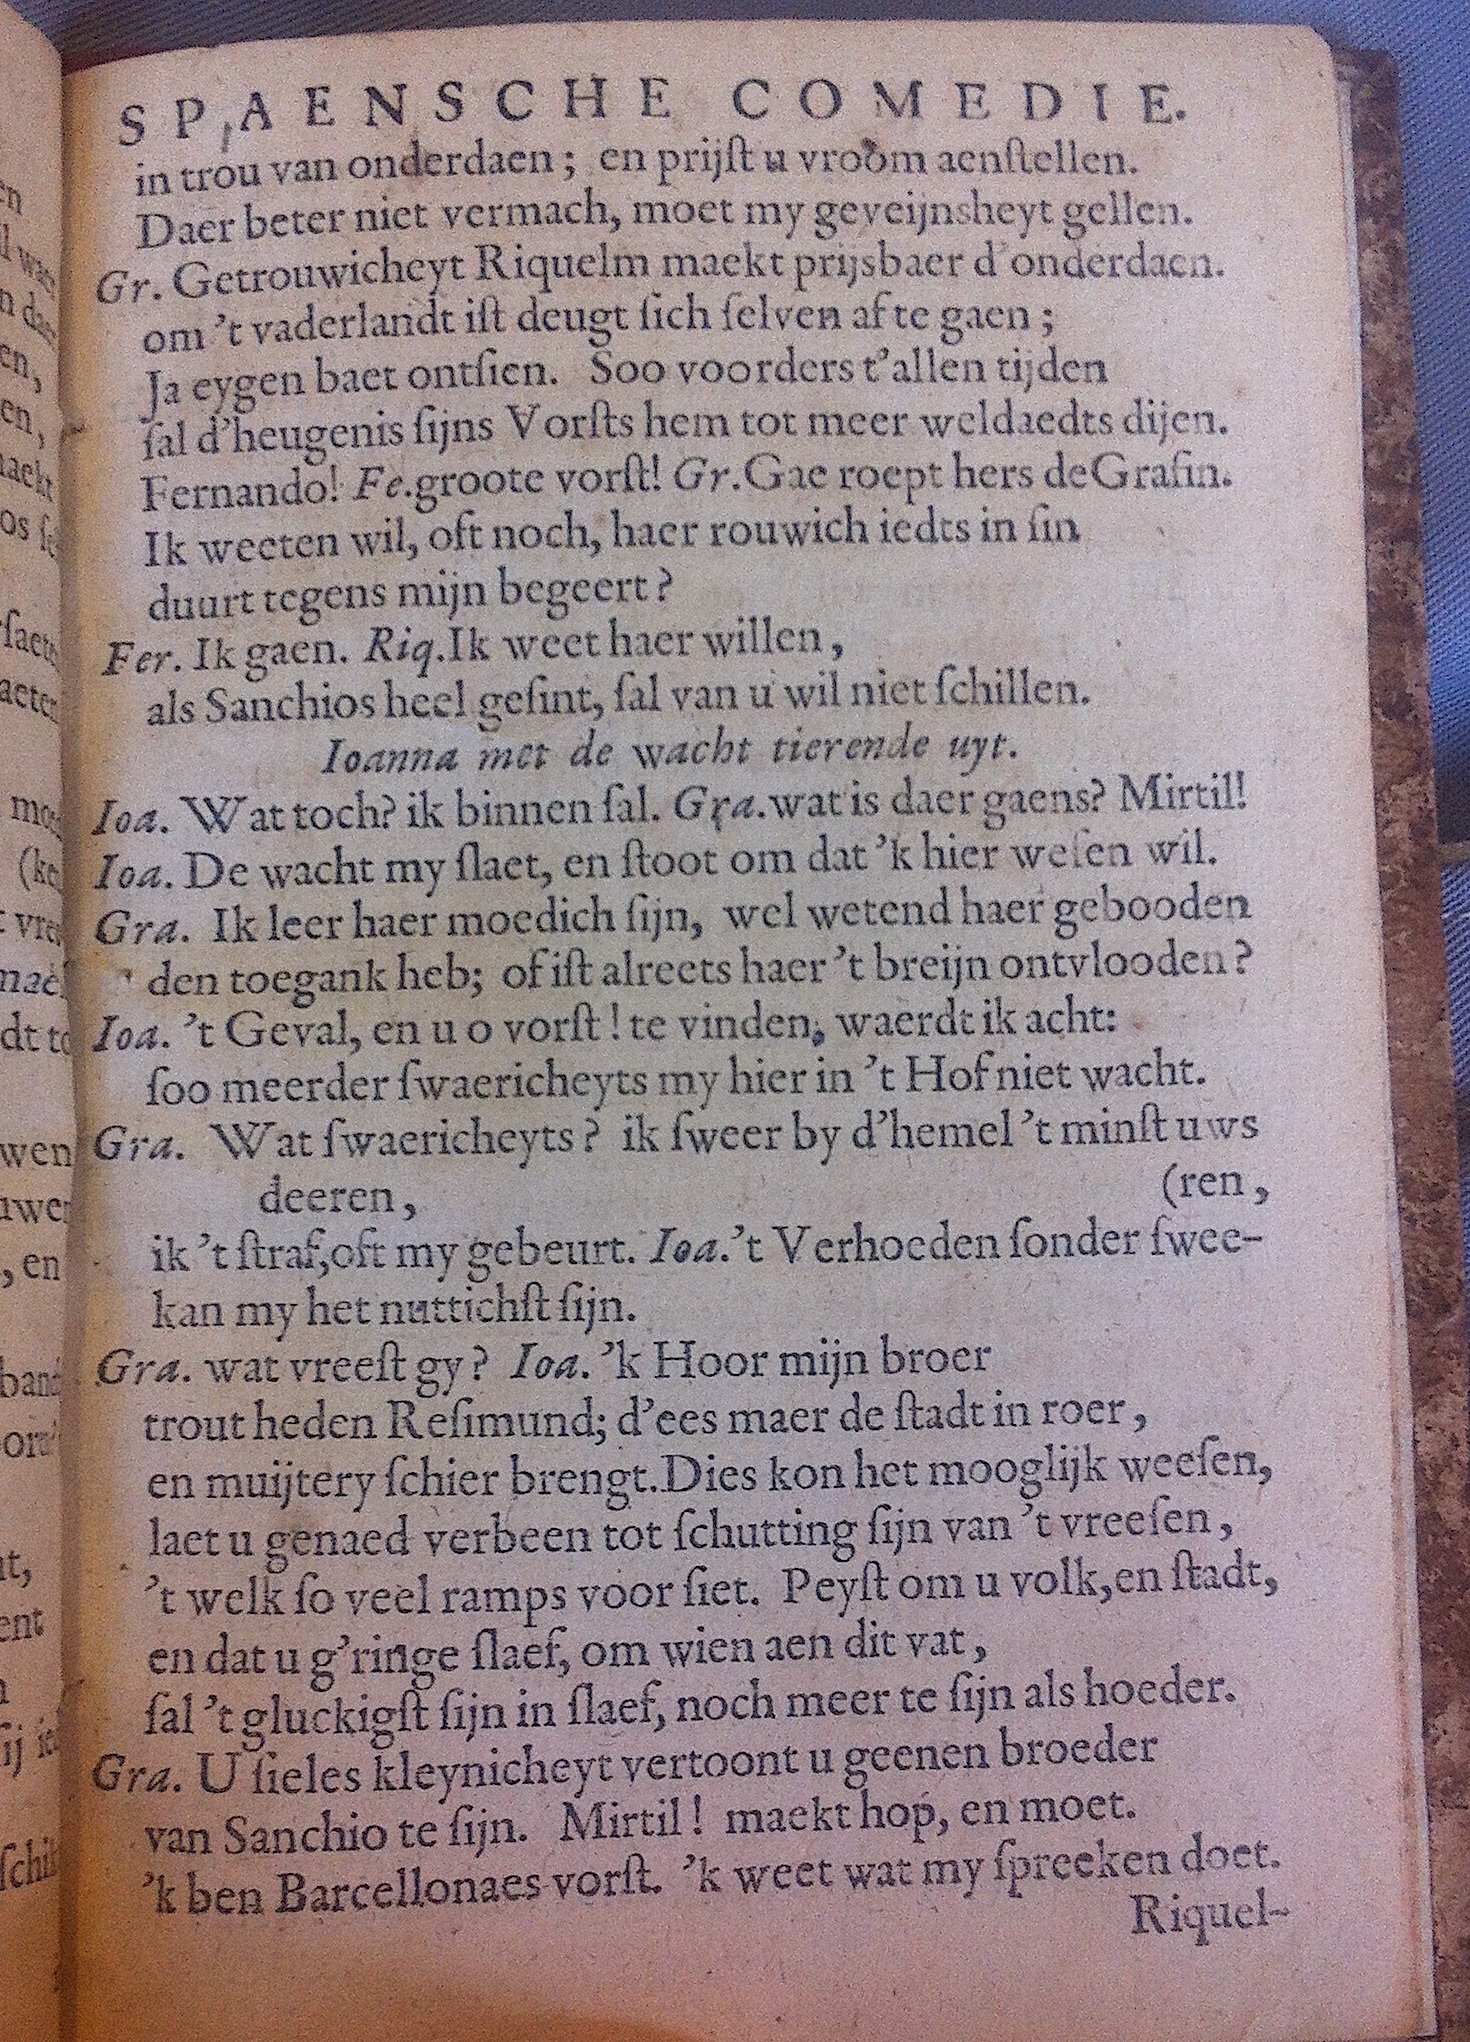 SPAENSCHE COMEDIE.
in trou van onderdaen; en prijſt u vroom aenſtellen.
Daer beter niet vermach, moet my geveijnsheyt gellen.
Gr. Getrouwicheyt Riquelm maekt prijsbaer d'onderdaen.
om 't vaderlandt iſt deugt ſich ſelven af te gaen;
Ja eygen baet ontſien. Soo voorders t'allen tijden
ſal d'heugenis ſijns Vorſts hem tot meer weldaedts dijen.
Fernando! Fe.groote vorſt! Gr.Gae roept hers deGrafin.
Ik weeten wil, oft noch, haer rouwich iedts in ſin
duurt tegens mijn begeert?
Fer. Ik gaen. Riq.Ik weet haer willen,
als Sanchios heel geſint, ſal van u wil niet ſchillen.
Ioanna met de wacht tierende uyt.
Ioa. Wat toch? ik binnen ſal. Gra.wat is daer gaens? Mirtil!
Ioa. De wacht my ſlaet, en ſtoot om dat 'k hier weſen wil.
Gra. Ik leer haer moedich ſijn, wel wetend haer gebooden
den toegank heb; of iſt alreets haer 't breijn ontvlooden?
Ioa. 't Geval, en u o vorſt! te vinden, waerdt ik acht:
ſoo meerder ſwaericheyts my hier in 't Hof niet wacht.
Gra. Wat ſwaericheyts? ik ſweer by d'hemel 't minſt uws
deeren, (ren,
ik 't ſtraf,oft my gebeurt. Ioa.'t Verhoeden ſonder ſwee-
kan my het nuttichſt ſijn.
Gra. wat vreeſt gy? Ioa. 'k Hoor mijn broer
trout heden Reſimund; d'ees maer de ſtadt in roer,
en muijtery ſchier brengt.Dies kon het mooglijk weeſen,
laet u genaed verbeen tot ſchutting ſijn van 't vreeſen,
't welk ſo veel ramps voor ſiet. Peyſt om u volk,en ſtadt,
en dat u g'ringe ſlaef, om wien aen dit vat,
ſal 't gluckigſt ſijn in ſlaef, noch meer te ſijn als hoeder.
Gra. U ſieles kleynicheyt vertoont u geenen broeder
van Sanchio te ſijn. Mirtil! maekt hop, en moet.
'k ben Barcellonaes vorſt. 'k weet wat my ſpreeken doet.
Riquel-